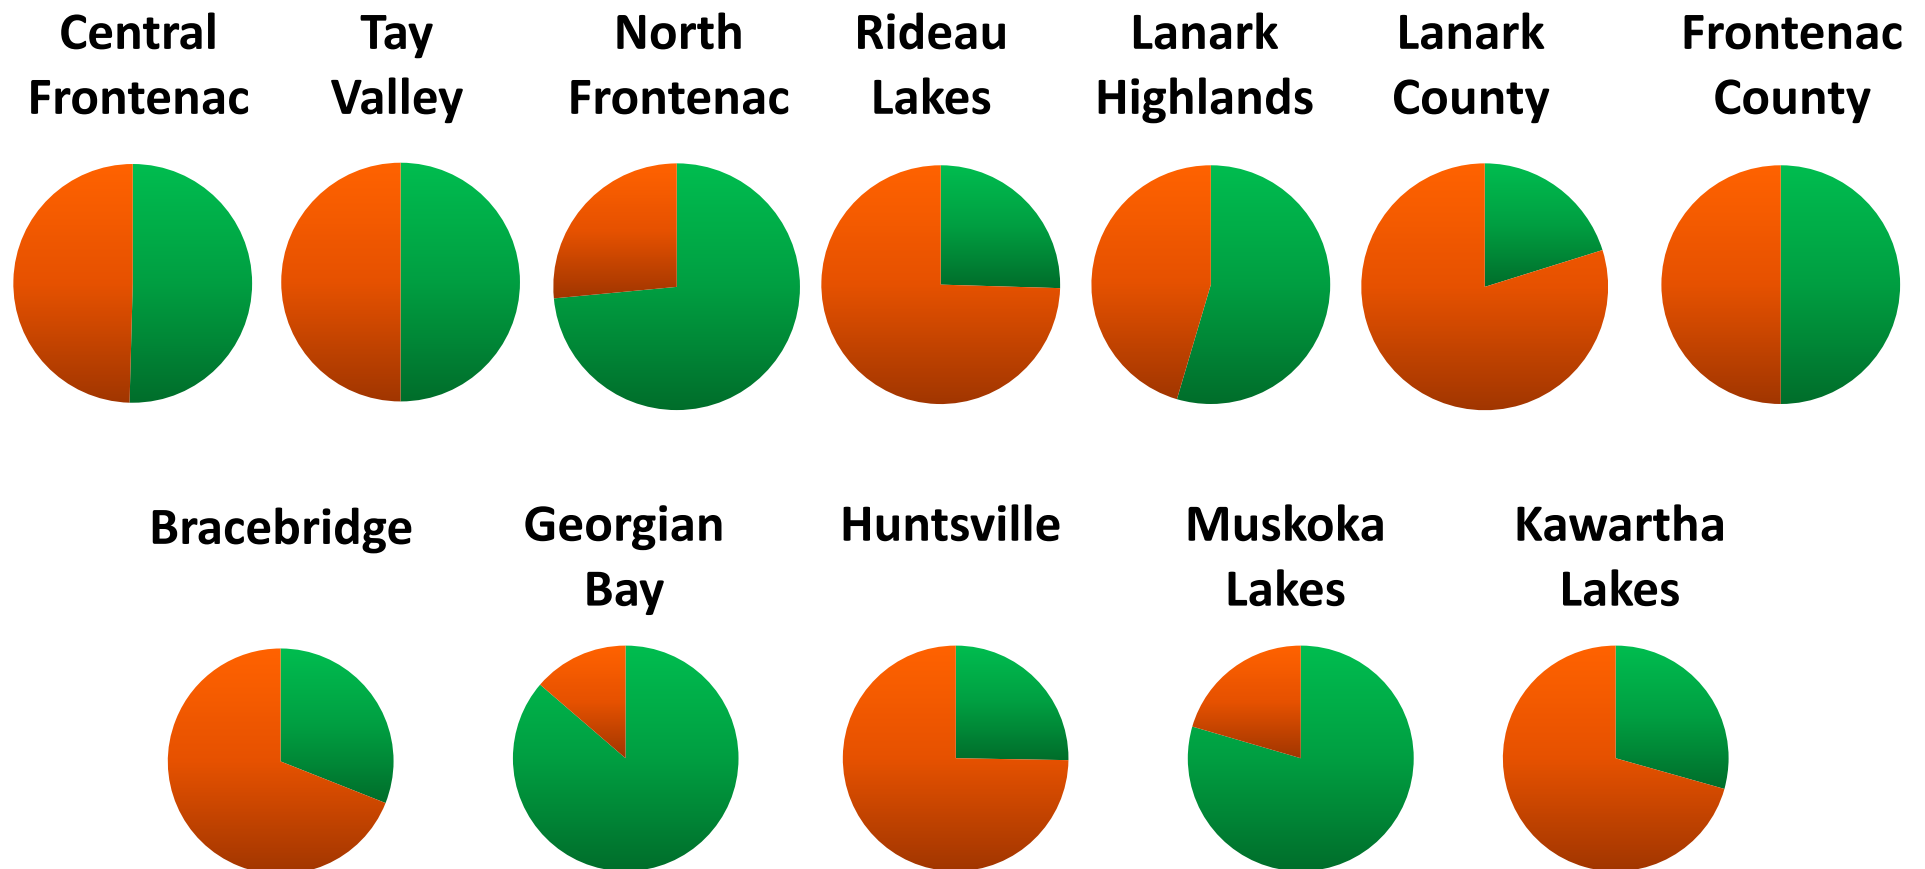 Central
Frontenac
Tay
Valley
North
Frontenac
Rideau
Lakes
Lanark
Highlands
Lanark
County
Frontenac
County
Bracebridge
Georgian
Bay
Huntsville
Muskoka
Lakes
Kawartha
Lakes